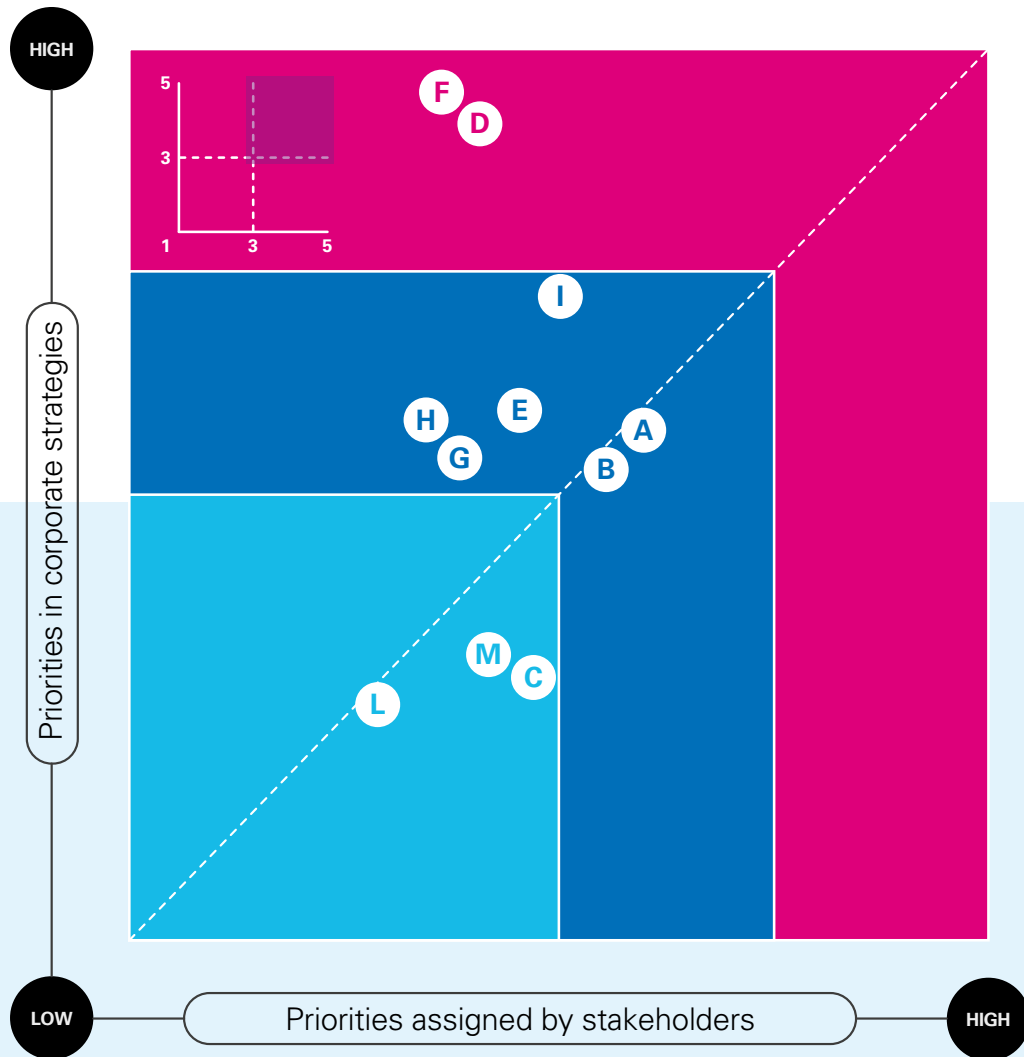 HIGH
5
F
D
3
1
3
5
I
H
E
A
G
B
Priorities in corporate strategies
M
C
L
LOW
Priorities assigned by stakeholders
HIGH